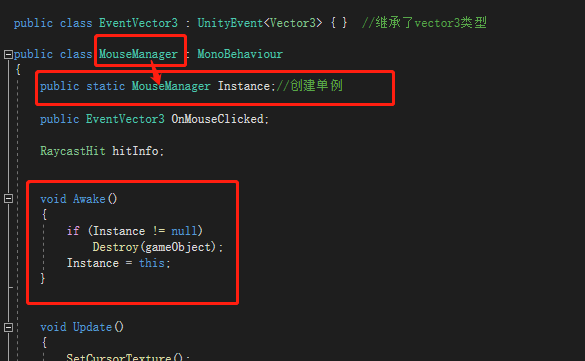 public class EventVector3 : UnityEvent<Vector3> { }  //继承了vector3类型
public class MouseManager : MonoBehaviour
{
public static MouseManager Instance;//创建单例
public EventVector3 OnMouseClicked;
RaycastHit hitInfo;
void Awake()
{
if (Instance != null)
Destroy(gameObject);
Instance = this;
}
void Update()
{
SetCursorTexture();